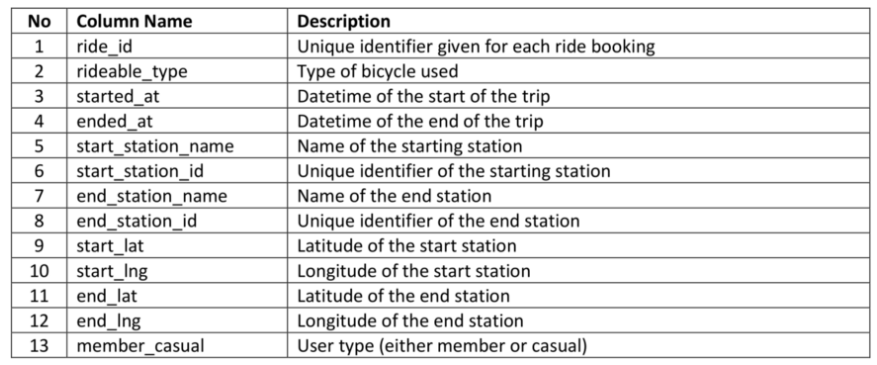 No Column Name Description
1 ride_id Unique identifier given for each ride booking
2 rideable_type Type of bicycle used
3 started_at Datetime of the start of the trip
4 ended_at Datetime of the end of the trip
5 start_station_name Name of the starting station
6 start_station_id Unique identifier of the starting station
7 end_station_name Name of the end station
8 end_station_id Unique identifier of the end station
9 start_lat Latitude of the start station
10 start_lng Longitude of the start station
11 end_lat Latitude of the end station
12 end_lng Longitude of the end station
13 member_casual User type (either member or casual)